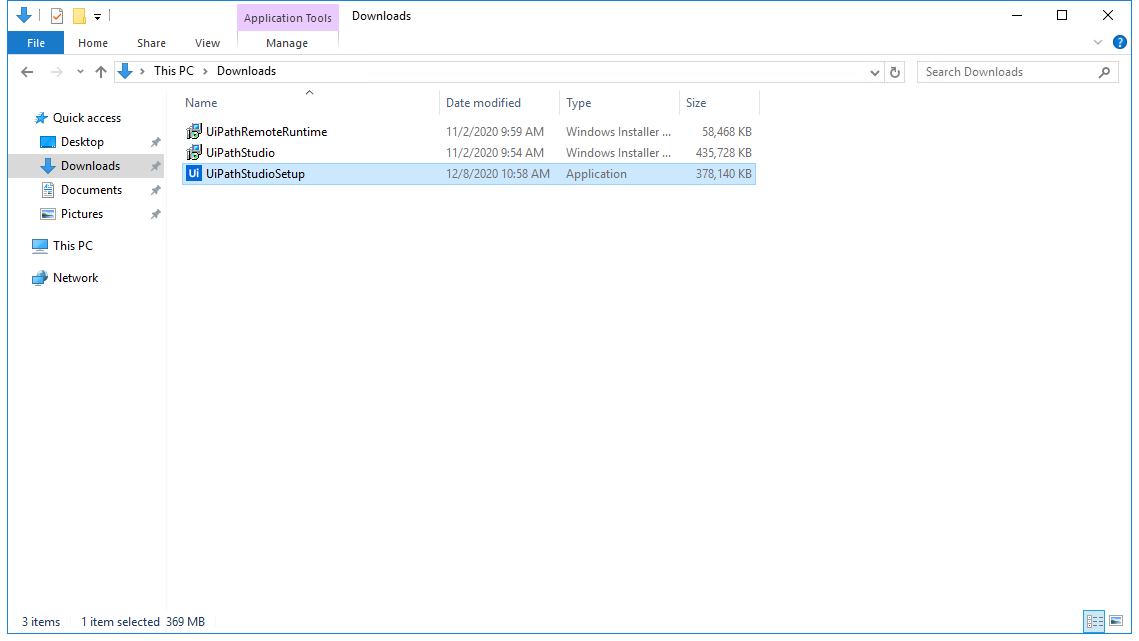 Application Tools Downloads
File Home Share View Manage ?
This PC Downloads Search Downloads
Name Date modified Type Size
Quick access
Desktop
Downloads
Documents
Pictures
This PC
Network
UiPathRemoteRuntime 11/2/2020 9:59 AM Windows Installer ... 58,468 KB
UiPathStudio 11/2/2020 9:54 AM Windows Installer ... 435,728 KB
Ui UiPathStudioSetup 12/8/2020 10:58 AM Application 378,140 KB
3 items 1 item selected 369 MB